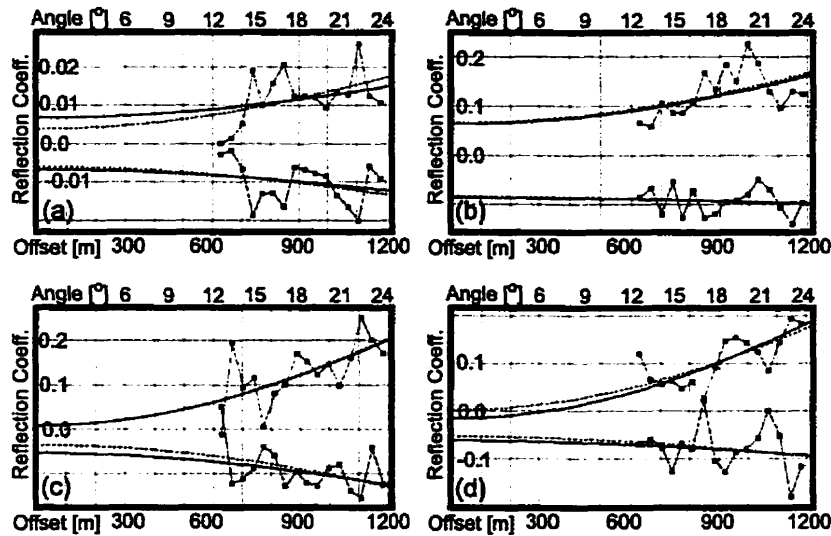 Angle [] 6 9 12 15 18 21 24
Reflection Coeff.
0.02
0.01
0.0
-0.01
(a)
Offset [m] 300 600 900 1200
Angle [] 6 9 12 15 18 21 24
Reflection Coeff.
0.2
0.1
0.0
(b)
Offset [m] 300 600 900 1200
Angle [] 6 9 12 15 18 21 24
Reflection Coeff.
0.2
0.1
0.0
(c)
Offset [m] 300 600 900 1200
Angle [] 6 9 12 15 18 21 24
Reflection Coeff.
0.1
0.0
-0.1
(d)
Offset [m] 300 600 900 1200